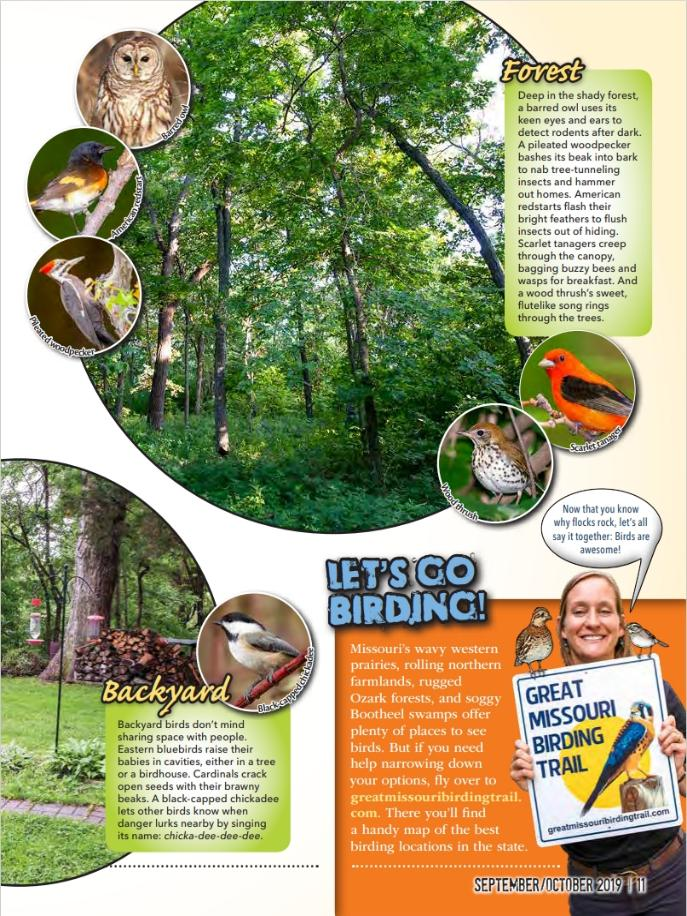 Barred owl
American redstart
Pileated woodpecker
Forest
Deep in the shady forest,
a barred owl uses its
keen eyes and ears to
detect rodents after dark.
A pileated woodpecker
bashes its beak into bark
to nab tree-tunneling
insects and hammer
out homes. American
redstarts flash their
bright feathers to flush
insects out of hiding.
Scarlet tanagers creep
through the canopy,
bagging buzzy bees and
wasps for breakfast. And
a wood thrush’s sweet,
flutelike song rings
through the trees.
Scarlet tanager
Wood thrush
Backyard
Black-capped chickadee
Backyard birds don’t mind
sharing space with people.
Eastern bluebirds raise their
babies in cavities, either in a tree
or a birdhouse. Cardinals crack
open seeds with their brawny
beaks. A black-capped chickadee
lets other birds know when
danger lurks nearby by singing
its name: chicka-dee-dee-dee.
Now that you know
why flocks rock, let’s all
say it together: Birds are
awesome!
LET’S GO
BIRDING!
Missouri’s wavy western
prairies, rolling northern
farmlands, rugged
Ozark forests, and soggy
Bootheel swamps offer
plenty of places to see
birds. But if you need
help narrowing down
your options, fly over to
greatmissouribirdingtrail.
com. There you’ll find
a handy map of the best
birding locations in the state.
GREAT
MISSOURI
BIRDING
TRAIL
greatmissouribirdingtrail.com
SEPTEMBER/OCTOBER 2019 | 11